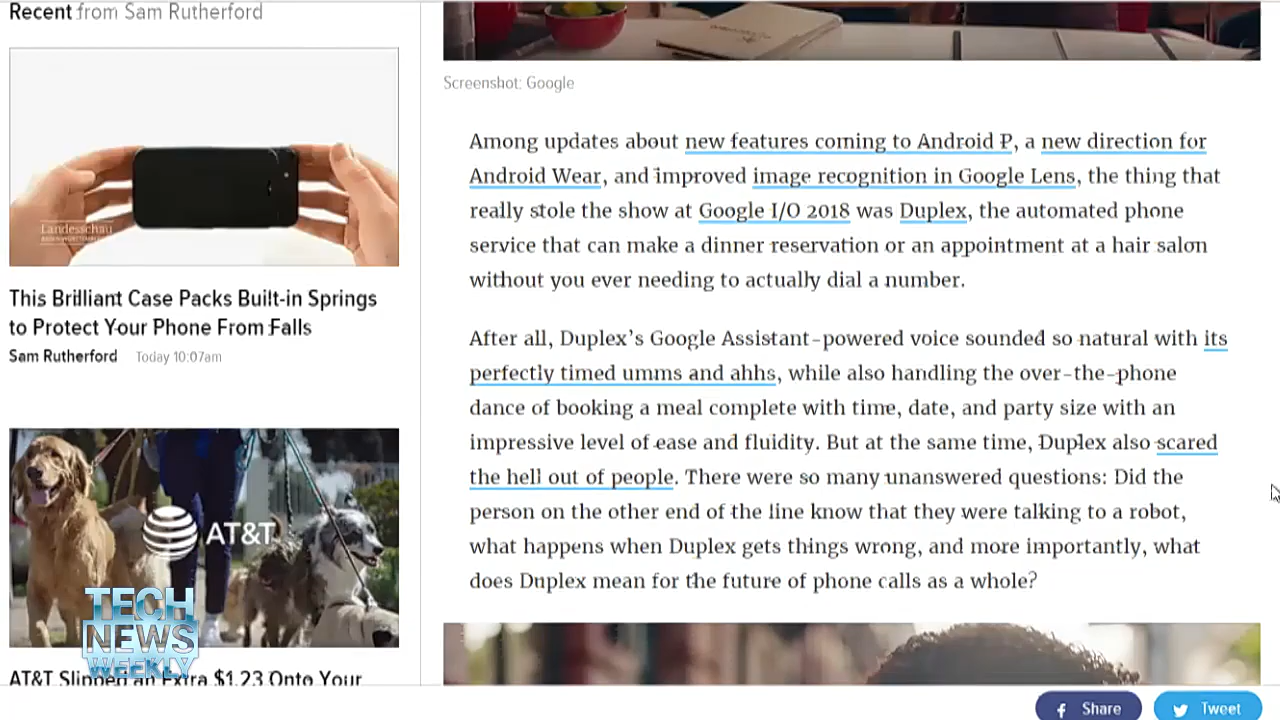 Recent from Sam Rutherford
Landesschau
This Brilliant Case Packs Built-in Springs
to Protect Your Phone From Falls
Sam Rutherford Today 10:07am
AT&T
TECH
NEWS
WEEKLY
AT&T Slipped an Extra $1.23 Onto Your
Screenshot: Google
Among updates about new features coming to Android P, a new direction for
Android Wear, and improved image recognition in Google Lens, the thing that
really stole the show at Google I/O 2018 was Duplex, the automated phone
service that can make a dinner reservation or an appointment at a hair salon
without you ever needing to actually dial a number.
After all, Duplex’s Google Assistant-powered voice sounded so natural with its
perfectly timed umms and ahhs, while also handling the over-the-phone
dance of booking a meal complete with time, date, and party size with an
impressive level of ease and fluidity. But at the same time, Duplex also scared
the hell out of people. There were so many unanswered questions: Did the
person on the other end of the line know that they were talking to a robot,
what happens when Duplex gets things wrong, and more importantly, what
does Duplex mean for the future of phone calls as a whole?
Share
Tweet